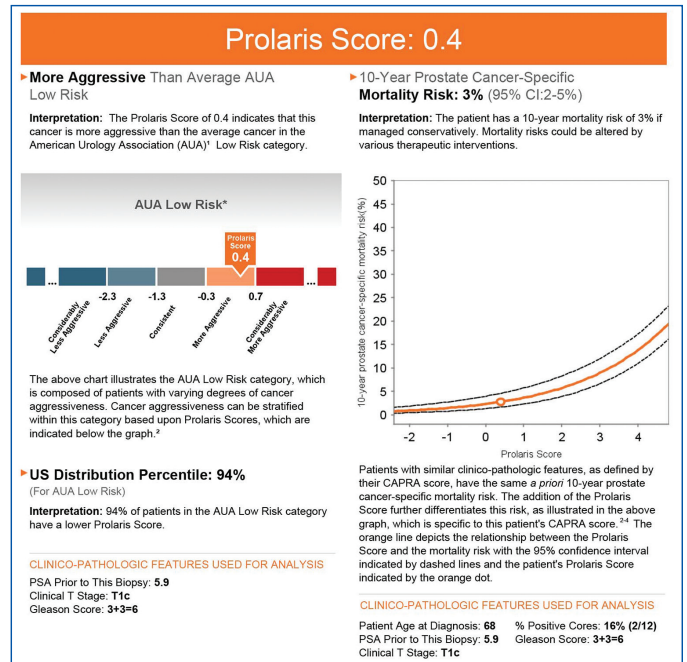 Prolaris Score: 0.4
▸More Aggressive Than Average AUA
Low Risk
Interpretation: The Prolaris Score of 0.4 indicates that this
cancer is more aggressive than the average cancer in the
American Urology Association (AUA)¹ Low Risk category.
AUA Low Risk*
Prolaris
Score
0.4
...
...
-2.3
-1.3
-0.3
0.7
Considerably
Less Aggressive
Less Aggressive
Consistent
More Aggressive
Considerably
More Aggressive
The above chart illustrates the AUA Low Risk category, which
is composed of patients with varying degrees of cancer
aggressiveness. Cancer aggressiveness can be stratified
within this category based upon Prolaris Scores, which are
indicated below the graph.²
▸US Distribution Percentile: 94%
(For AUA Low Risk)
Interpretation: 94% of patients in the AUA Low Risk category
have a lower Prolaris Score.
CLINICO-PATHOLOGIC FEATURES USED FOR ANALYSIS
PSA Prior to This Biopsy: 5.9
Clinical T Stage: T1c
Gleason Score: 3+3=6
▸10-Year Prostate Cancer-Specific
Mortality Risk: 3% (95% CI:2-5%)
Interpretation: The patient has a 10-year mortality risk of 3% if
managed conservatively. Mortality risks could be altered by
various therapeutic interventions.
10-year prostate cancer-specific mortality risk(%)
50
45
40
35
30
25
20
15
10
5
0
-2 -1 0 1 2 3 4
Prolaris Score
Patients with similar clinico-pathologic features, as defined by
their CAPRA score, have the same a priori 10-year prostate
cancer-specific mortality risk. The addition of the Prolaris
Score further differentiates this risk, as illustrated in the above
graph, which is specific to this patient's CAPRA score.²⁻⁴ The
orange line depicts the relationship between the Prolaris
Score and the mortality risk with the 95% confidence interval
indicated by dashed lines and the patient's Prolaris Score
indicated by the orange dot.
CLINICO-PATHOLOGIC FEATURES USED FOR ANALYSIS
Patient Age at Diagnosis: 68 % Positive Cores: 16% (2/12)
PSA Prior to This Biopsy: 5.9 Gleason Score: 3+3=6
Clinical T Stage: T1c